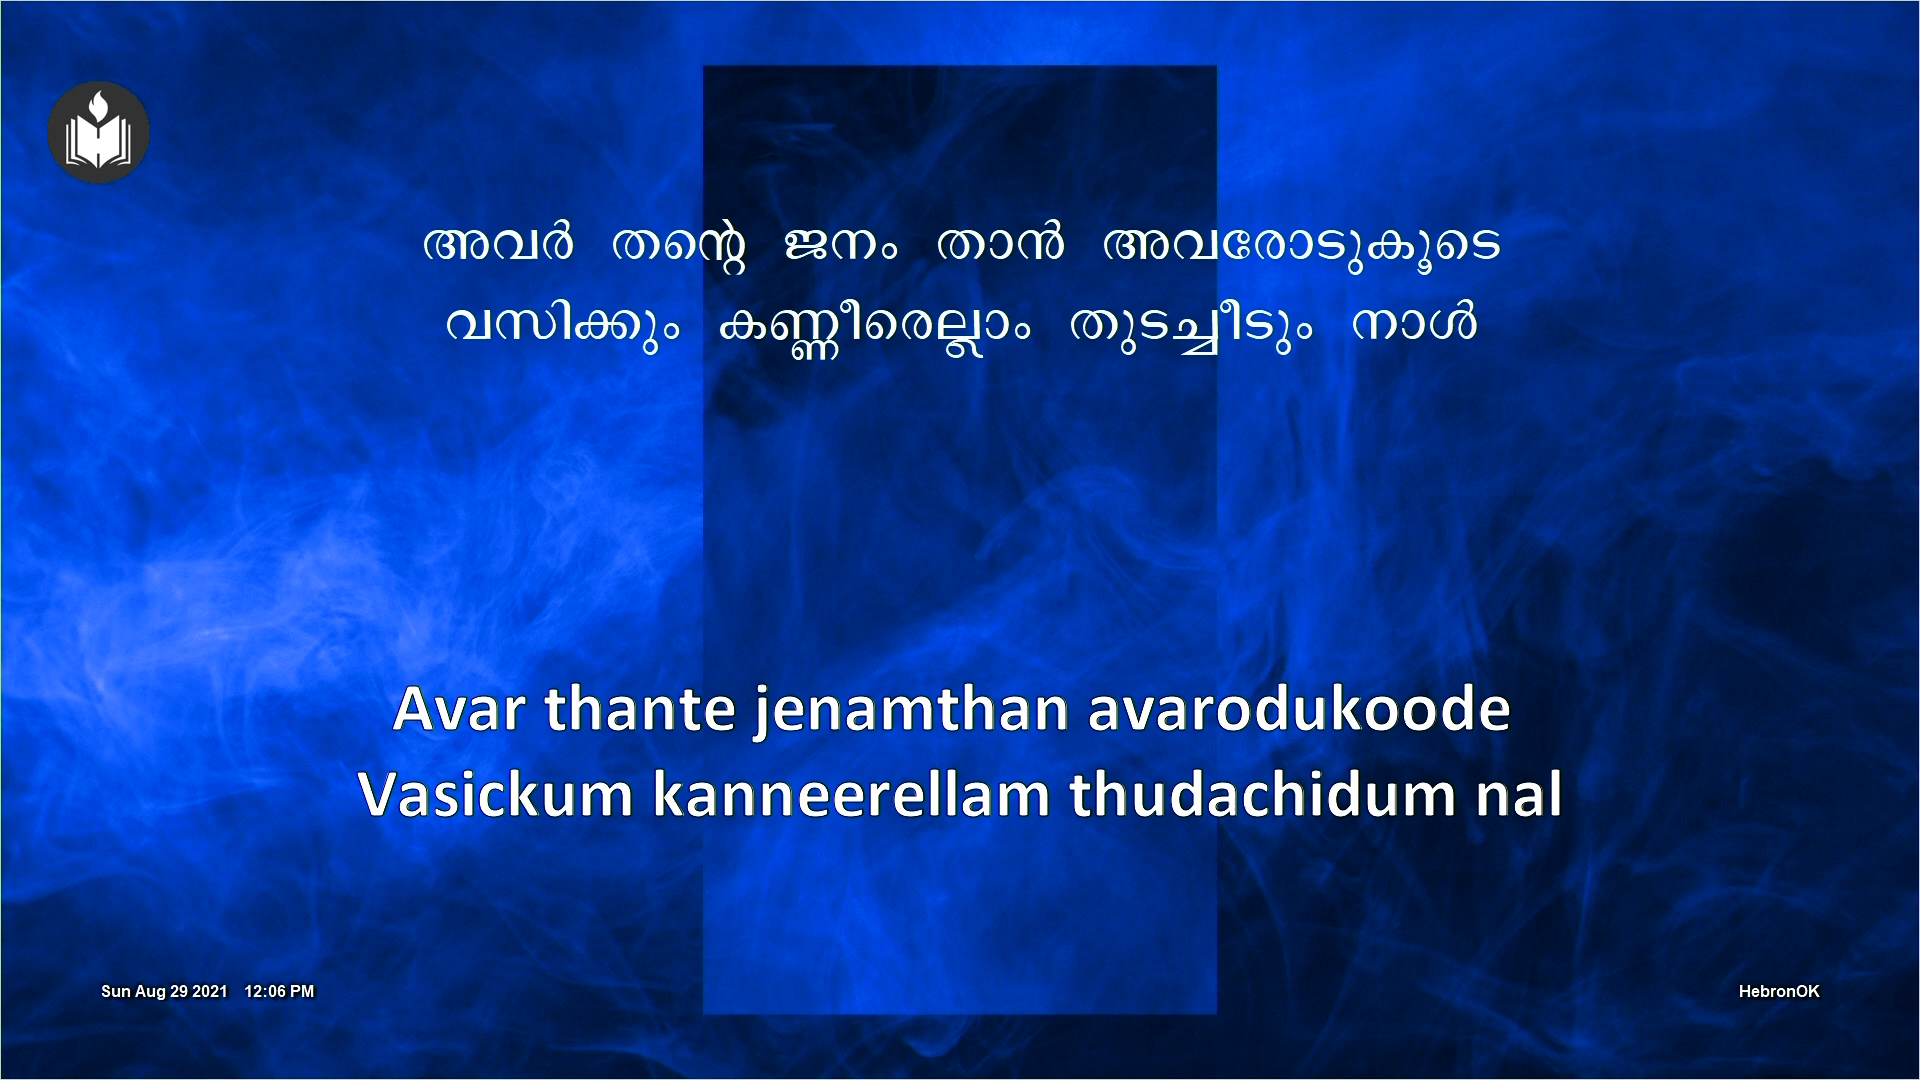 അവർ തന്റെ ജനം താൻ അവരോടുകൂടെ
വസിക്കും കണ്ണീരെല്ലാം തുടച്ചീടും നാൾ
Avar thante jenamthan avarodukoode
Vasickum kanneerellam thudachidum nal
Sun Aug 29 2021 12:06 PM
HebronOK